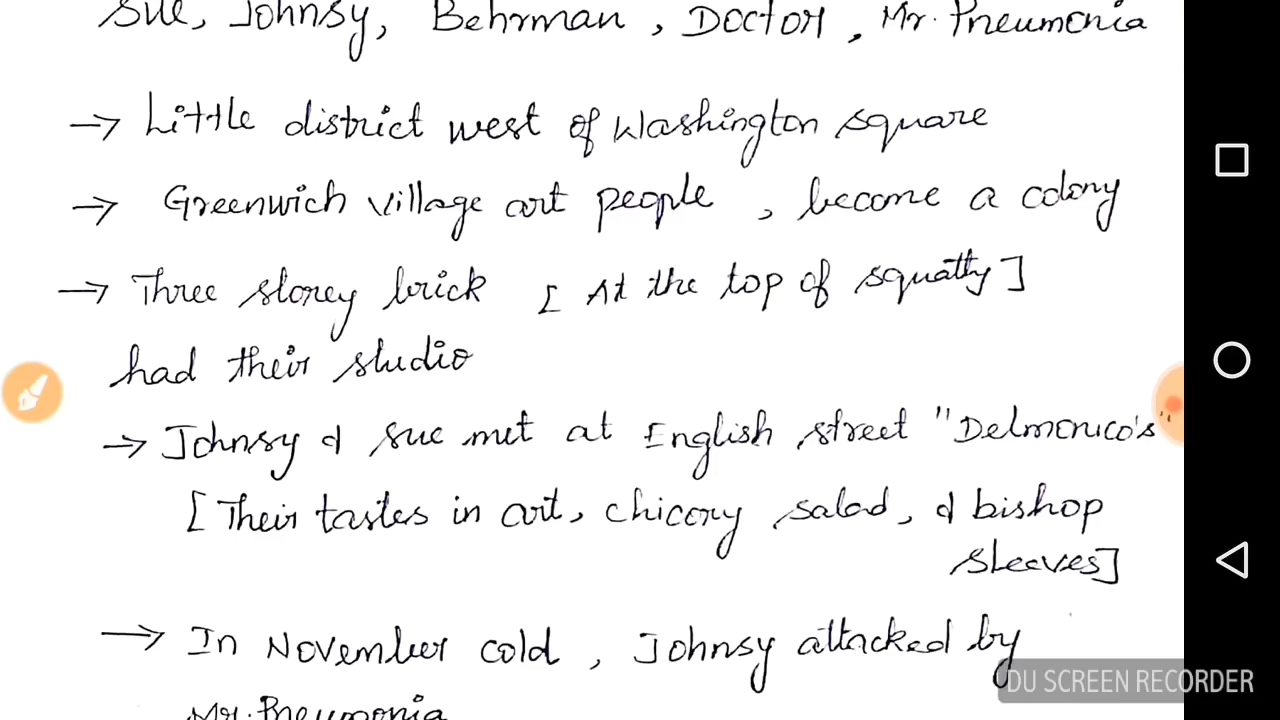 Sue, Johnsy, Behrman, Doctor, Mr. Pneumonia
→ Little district west of Washington square
→ Greenwich village art people, become a colony
→ Three storey brick [At the top of squatty]
had their studio
→ Johnsy & sue met at English street "Delmonico's"
[Their tastes in art, chicory salad, & bishop
sleeves]
→ In November cold, Johnsy attacked by
Mr. Pneumonia
DU SCREEN RECORDER